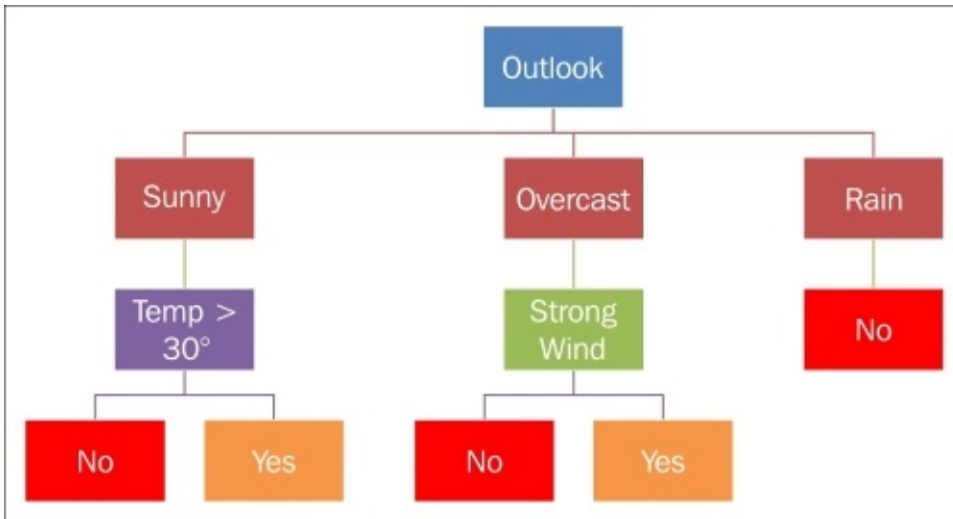 Outlook
Sunny
Overcast
Rain
Temp >
30°
Strong
Wind
No
No
Yes
No
Yes